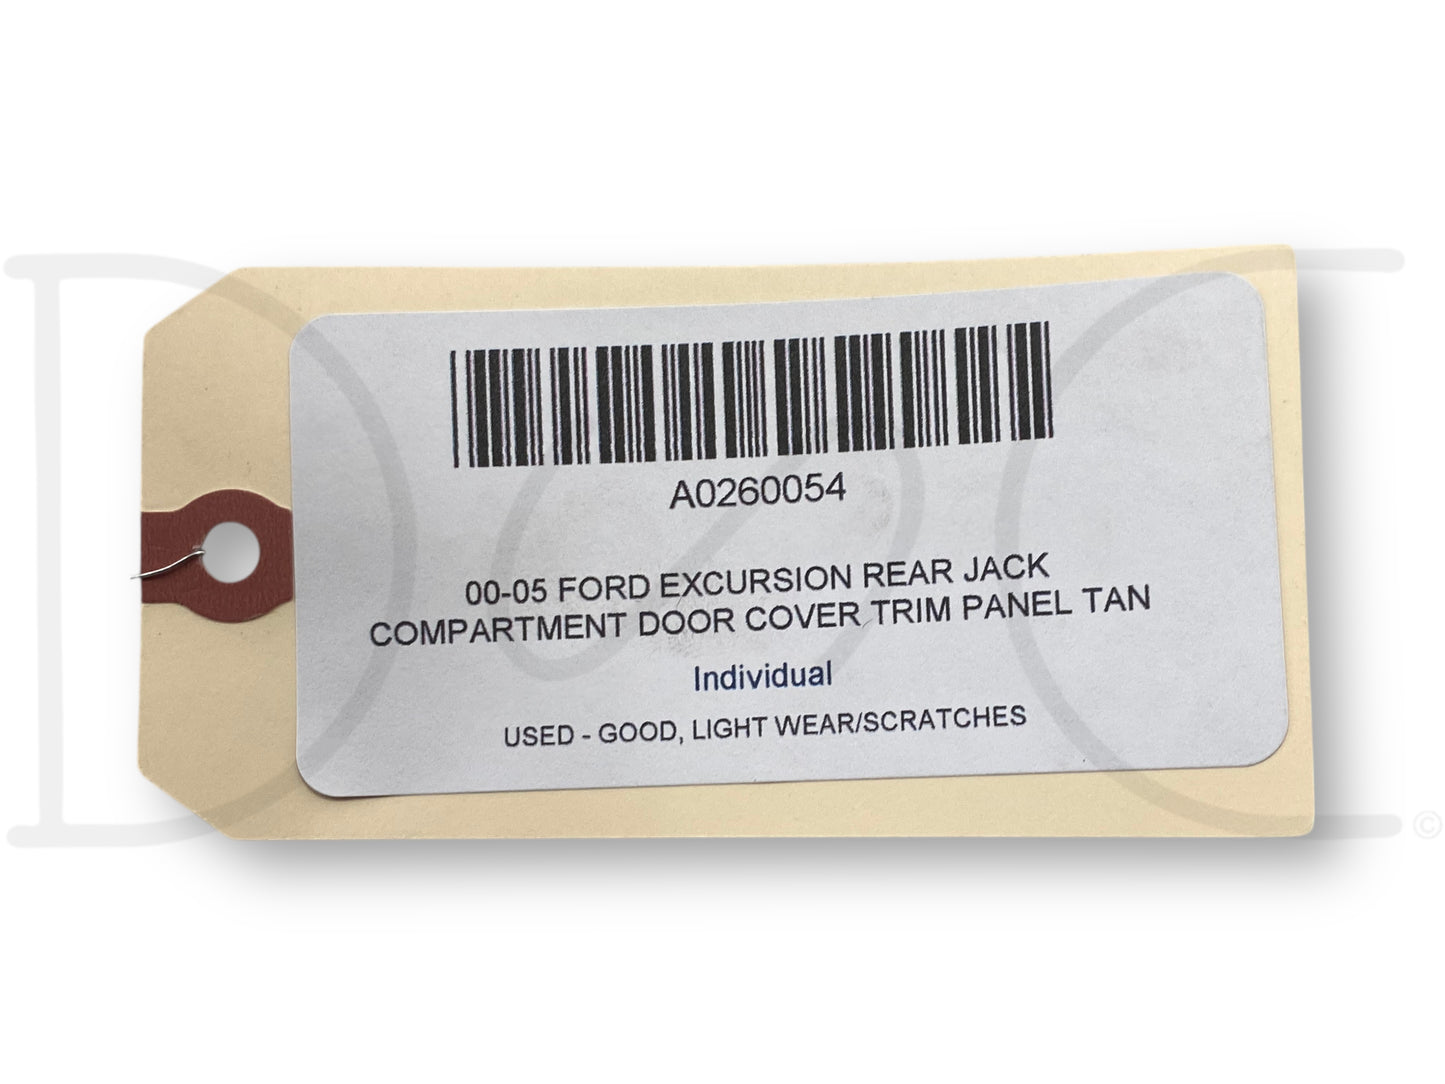 A0260054
00-05 FORD EXCURSION REAR JACK
COMPARTMENT DOOR COVER TRIM PANEL TAN
Individual
USED - GOOD, LIGHT WEAR/SCRATCHES
©